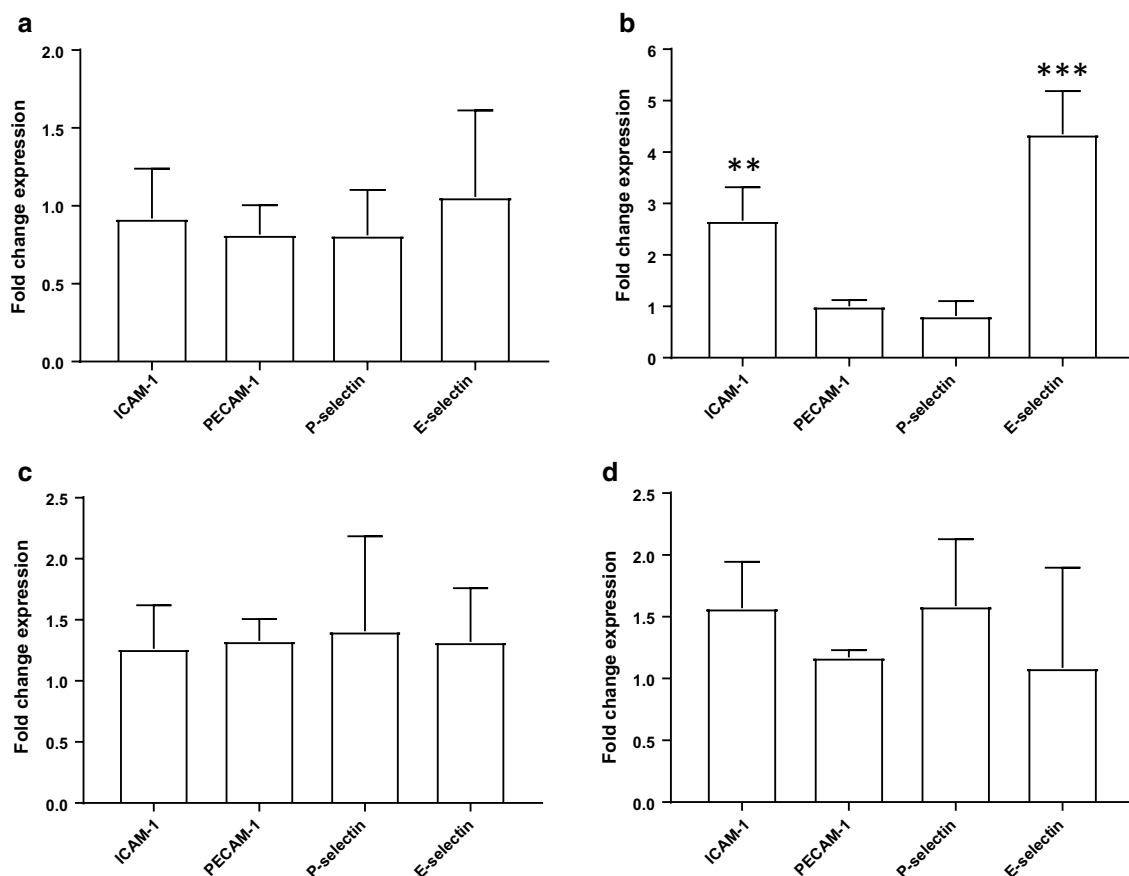 a
Fold change expression
2.0
1.5
1.0
0.5
0.0
ICAM-1
PECAM-1
P-selectin
E-selectin
b
Fold change expression
6
5
4
3
2
1
0
**
***
ICAM-1
PECAM-1
P-selectin
E-selectin
c
Fold change expression
2.5
2.0
1.5
1.0
0.5
0.0
ICAM-1
PECAM-1
P-selectin
E-selectin
d
Fold change expression
2.5
2.0
1.5
1.0
0.5
0.0
ICAM-1
PECAM-1
P-selectin
E-selectin